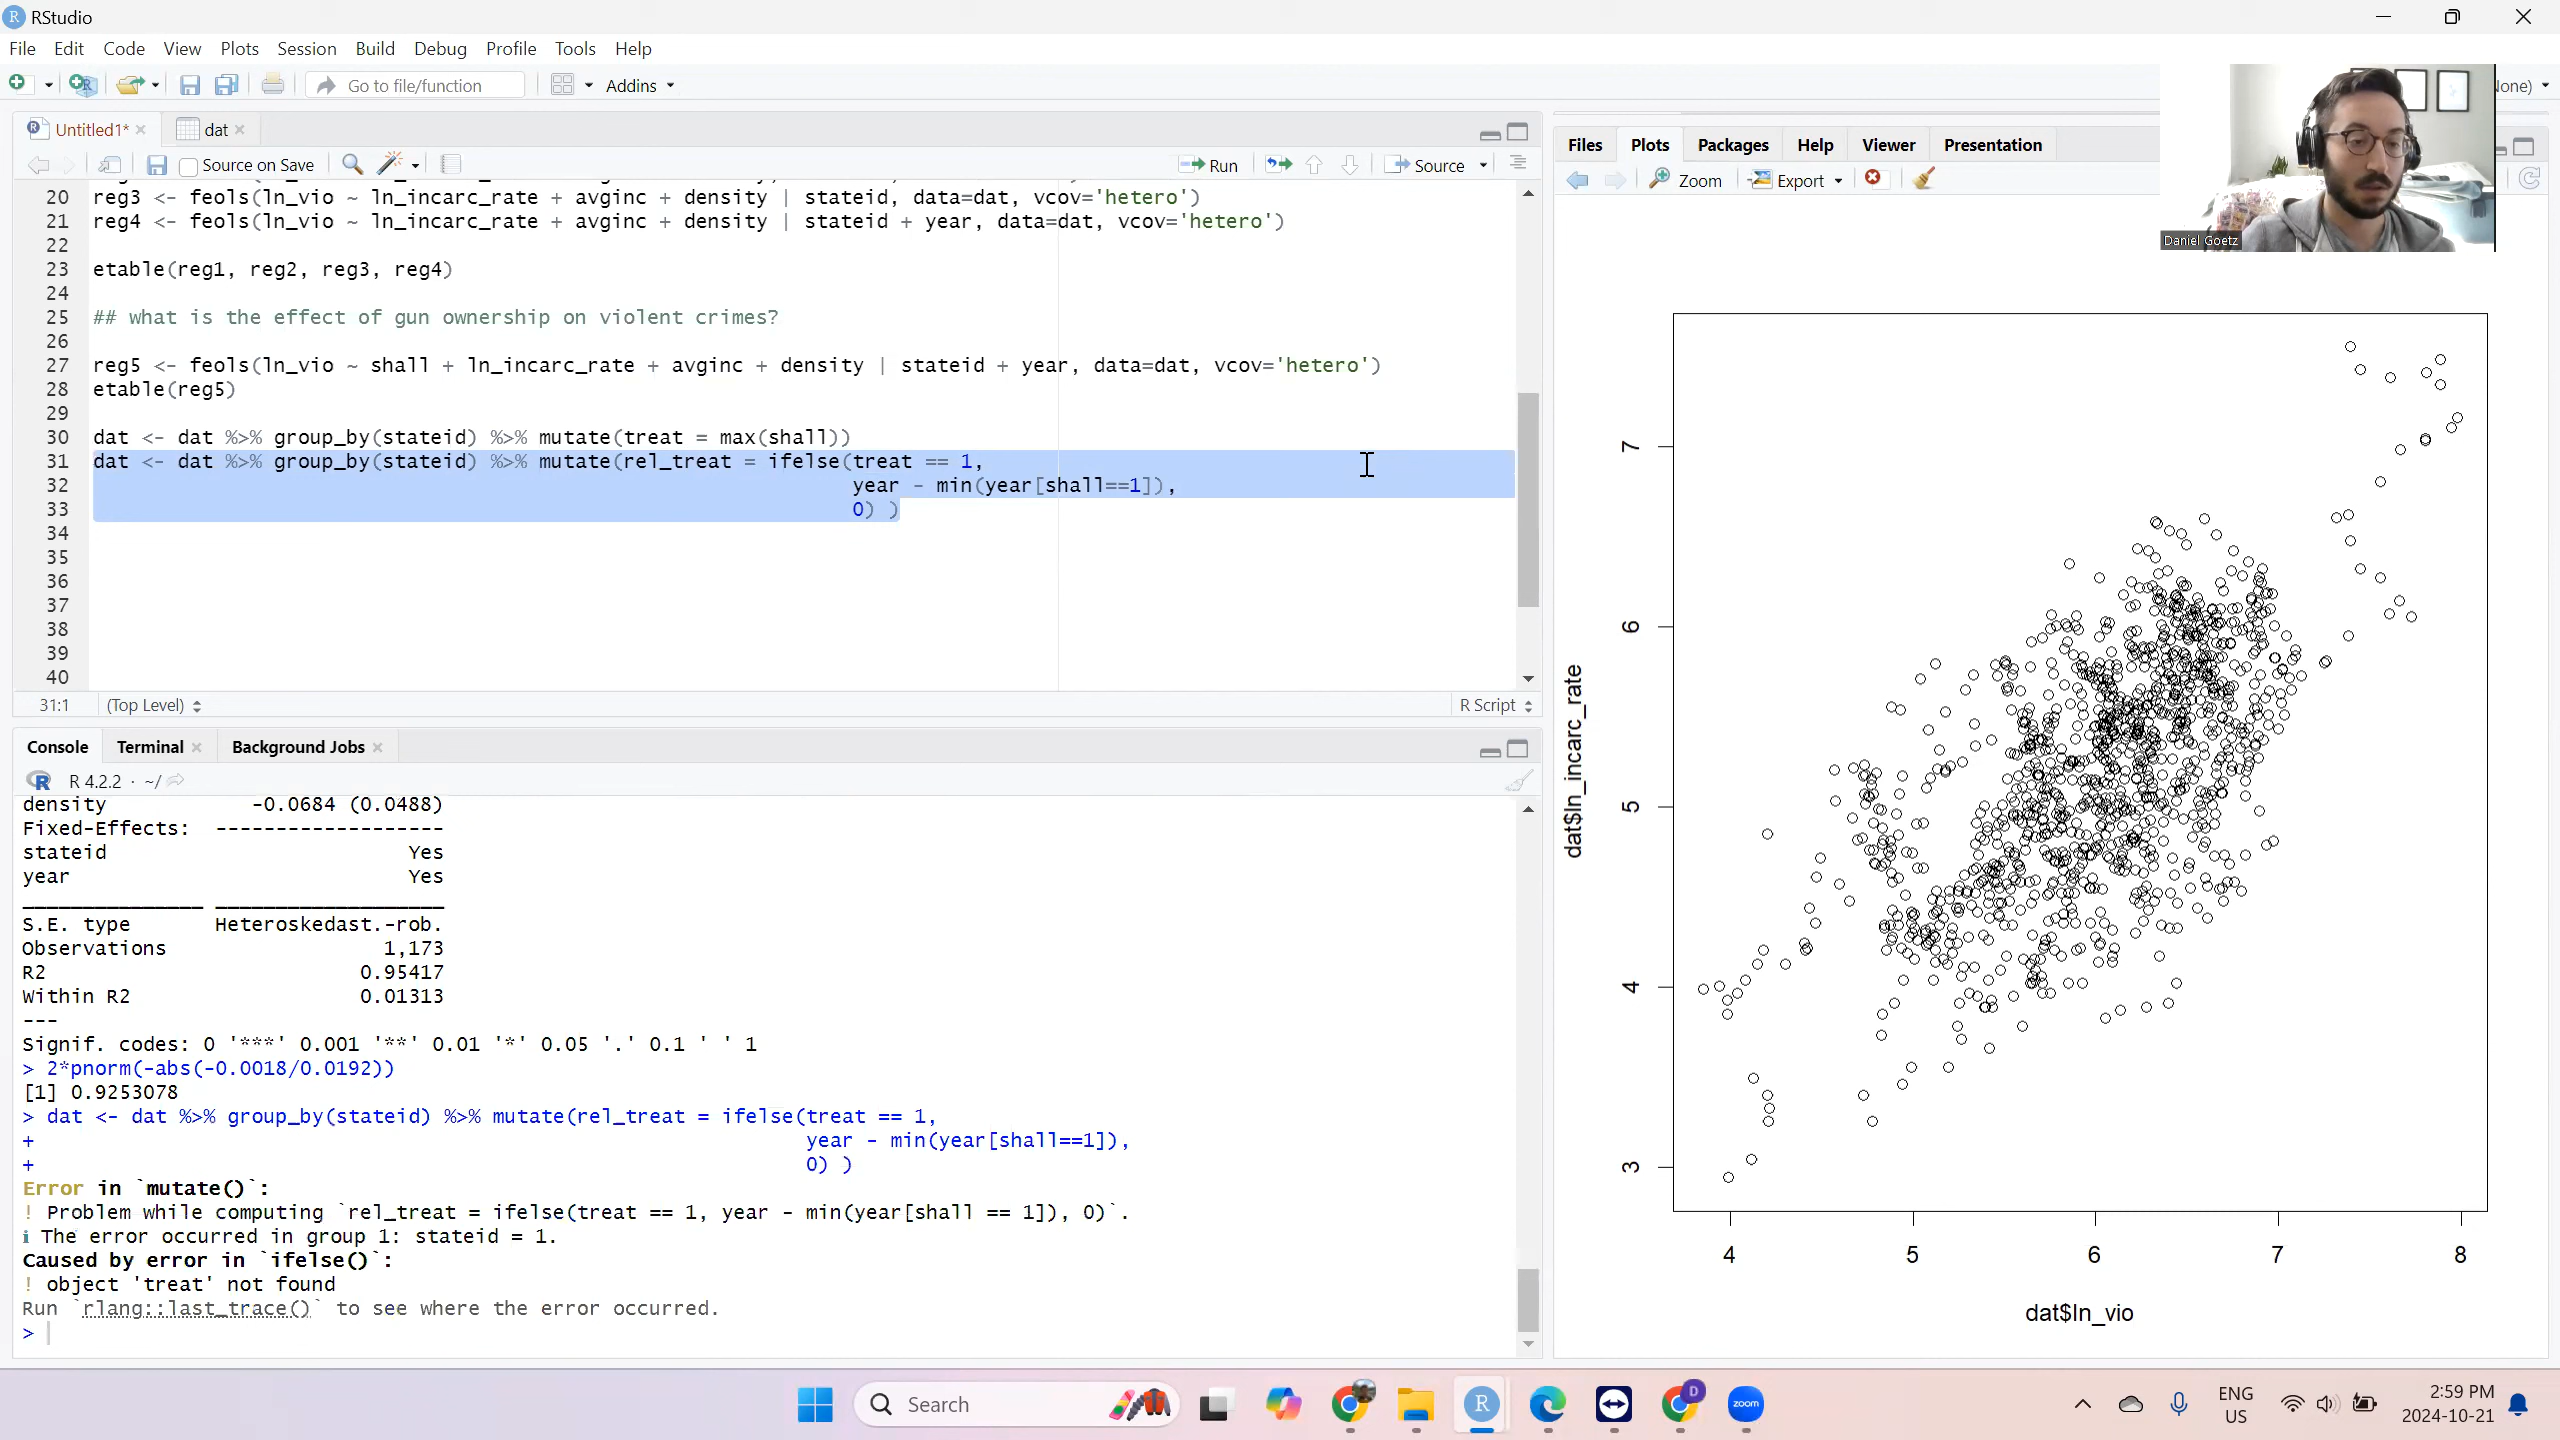 RStudio
File Edit Code View Plots Session Build Debug Profile Tools Help
Go to file/function Addins
Untitled1* dat
Source on Save Run Source
20 reg3 <- feols(ln_vio ~ ln_incarc_rate + avginc + density | stateid, data=dat, vcov='hetero')
21 reg4 <- feols(ln_vio ~ ln_incarc_rate + avginc + density | stateid + year, data=dat, vcov='hetero')
22
23 etable(reg1, reg2, reg3, reg4)
24
25 ## what is the effect of gun ownership on violent crimes?
26
27 reg5 <- feols(ln_vio ~ shall + ln_incarc_rate + avginc + density | stateid + year, data=dat, vcov='hetero')
28 etable(reg5)
29
30 dat <- dat %>% group_by(stateid) %>% mutate(treat = max(shall))
31 dat <- dat %>% group_by(stateid) %>% mutate(rel_treat = ifelse(treat == 1,
32 year - min(year[shall==1]),
33 0) )
34
35
36
37
38
39
40
31:1 (Top Level) R Script
Console Terminal Background Jobs
R 4.2.2 · ~/
density -0.0684 (0.0488)
Fixed-Effects: -------------------
stateid Yes
year Yes
_______________ ___________________
S.E. type Heteroskedast.-rob.
Observations 1,173
R2 0.95417
Within R2 0.01313
---
Signif. codes: 0 '***' 0.001 '**' 0.01 '*' 0.05 '.' 0.1 ' ' 1
> 2*pnorm(-abs(-0.0018/0.0192))
[1] 0.9253078
> dat <- dat %>% group_by(stateid) %>% mutate(rel_treat = ifelse(treat == 1,
+ year - min(year[shall==1]),
+ 0) )
Error in `mutate()`:
! Problem while computing `rel_treat = ifelse(treat == 1, year - min(year[shall == 1]), 0)`.
i The error occurred in group 1: stateid = 1.
Caused by error in `ifelse()`:
! object 'treat' not found
Run `rlang::last_trace()` to see where the error occurred.
>
Files Plots Packages Help Viewer Presentation
Zoom Export
Daniel Goetz
dat$ln_incarc_rate
7
6
5
4
3
4 5 6 7 8
dat$ln_vio
Search
zoom
ENG
US
2:59 PM
2024-10-21